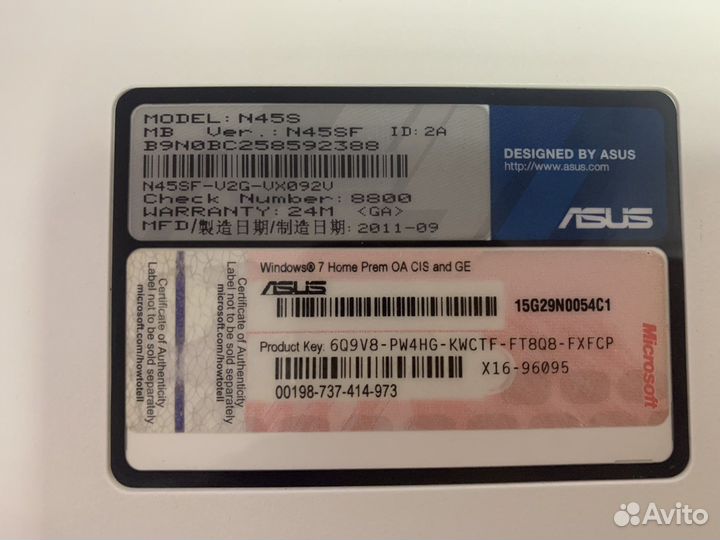 MODEL: N45S
MB Ver.: N45SF ID: 2A
B9N0BC258592388
N45SF-V2G-VX092V
Check Number: 8800
WARRANTY: 24M <GA>
MFD/製造日期/制造日期: 2011-09
DESIGNED BY ASUS
http://www.asus.com
ASUS
Certificate of Authenticity
Label not to be sold separately
microsoft.com/howtotell
Certificate of Authenticity
Label not to be sold separately
microsoft.com/howtotell
Windows® 7 Home Prem OA CIS and GE
ASUS
15G29N0054C1
Product Key: 6Q9V8-PW4HG-KWCTF-FT8Q8-FXFCP
X16-96095
00198-737-414-973
Microsoft
Avito